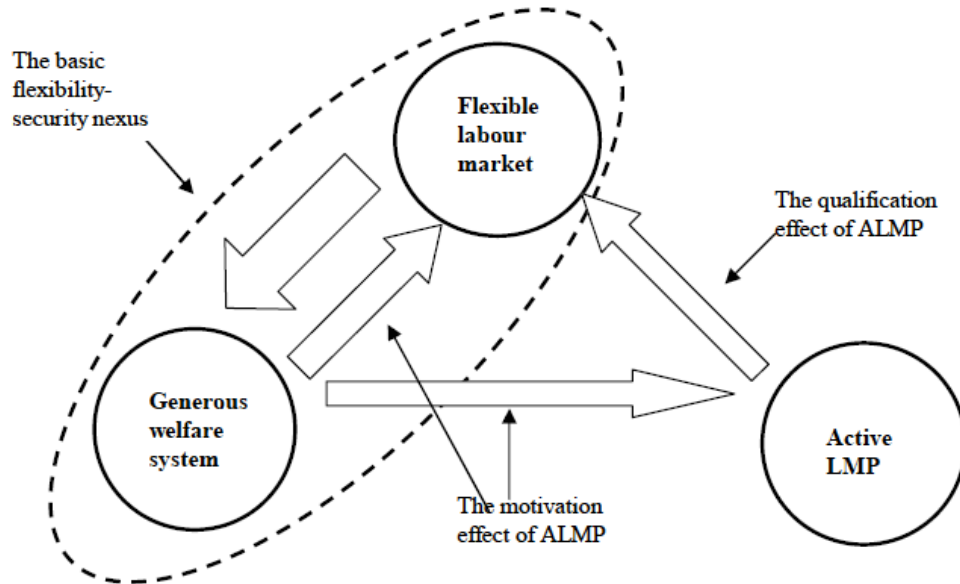 The basic
flexibility-
security nexus
Flexible
labour
market
The qualification
effect of ALMP
Generous
welfare
system
Active
LMP
The motivation
effect of ALMP